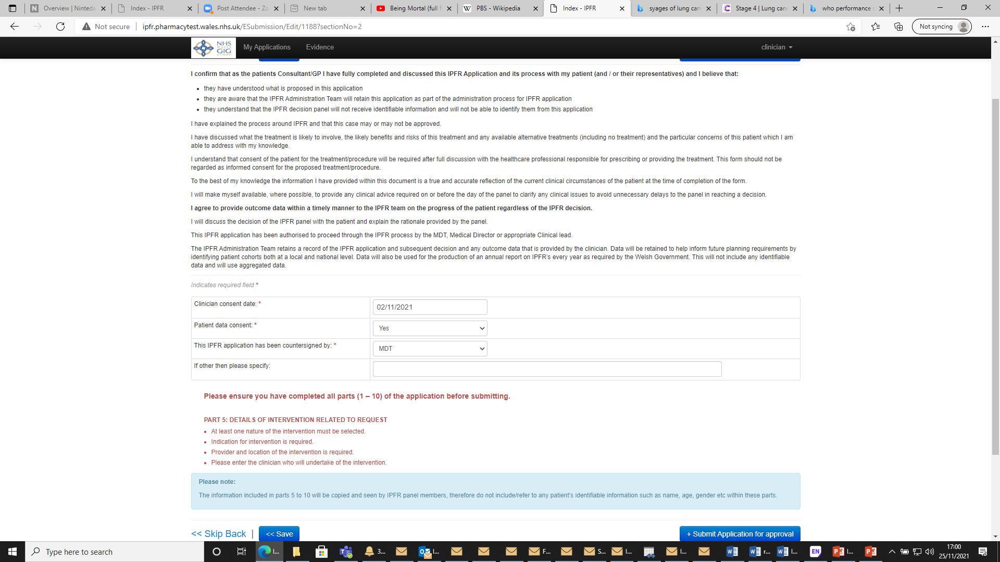 Overview | Ninteda
Index - IPFR
Post Attendee - Zo
New tab
Being Mortal (full f
PBS - Wikipedia
Index - IPFR
syages of lung can
Stage 4 | Lung canc
who performance s
Not secure
ipfr.pharmacytest.wales.nhs.uk/ESubmission/Edit/1188?sectionNo=2
Not syncing
NHS
WALES
GIG
CYMRU
My Applications
Evidence
clinician
I confirm that as the patients Consultant/GP I have fully completed and discussed this IPFR Application and its process with my patient (and / or their representatives) and I believe that:
• they have understood what is proposed in this application
• they are aware that the IPFR Administration Team will retain this application as part of the administration process for IPFR application
• they understand that the IPFR decision panel will not receive identifiable information and will not be able to identify them from this application
I have explained the process around IPFR and that this case may or may not be approved.
I have discussed what the treatment is likely to involve, the likely benefits and risks of this treatment and any available alternative treatments (including no treatment) and the particular concerns of this patient which I am
able to address with my knowledge.
I understand that consent of the patient for the treatment/procedure will be required after full discussion with the healthcare professional responsible for prescribing or providing the treatment. This form should not be
regarded as informed consent for the proposed treatment/procedure.
To the best of my knowledge the information I have provided within this document is a true and accurate reflection of the current clinical circumstances of the patient at the time of completion of the form.
I will make myself available, where possible, to provide any clinical advice required on or before the day of the panel to clarify any clinical issues to avoid unnecessary delays to the panel in reaching a decision.
I agree to provide outcome data within a timely manner to the IPFR team on the progress of the patient regardless of the IPFR decision.
I will discuss the decision of the IPFR panel with the patient and explain the rationale provided by the panel.
This IPFR application has been authorised to proceed through the IPFR process by the MDT, Medical Director or appropriate Clinical lead.
The IPFR Administration Team retains a record of the IPFR application and subsequent decision and any outcome data that is provided by the clinician. Data will be retained to help inform future planning requirements by
identifying patient cohorts both at a local and national level. Data will also be used for the production of an annual report on IPFR's every year as required by the Welsh Government. This will not include any identifiable
data and will use aggregated data.
Indicates required field *
Clinician consent date: *
02/11/2021
Patient data consent: *
Yes
This IPFR application has been countersigned by: *
MDT
If other then please specify:
Please ensure you have completed all parts (1 – 10) of the application before submitting.
PART 5: DETAILS OF INTERVENTION RELATED TO REQUEST
• At least one nature of the intervention must be selected.
• Indication for intervention is required.
• Provider and location of the intervention is required.
• Please enter the clinician who will undertake of the intervention.
Please note:
The information included in parts 5 to 10 will be copied and seen by IPFR panel members, therefore do not include/refer to any patient's identifiable information such as name, age, gender etc within these parts.
<< Skip Back |
<< Save
+ Submit Application for approval
Type here to search
I...
3...
I...
F...
S...
I...
I...
r...
I...
EN
I...
17:00
25/11/2021